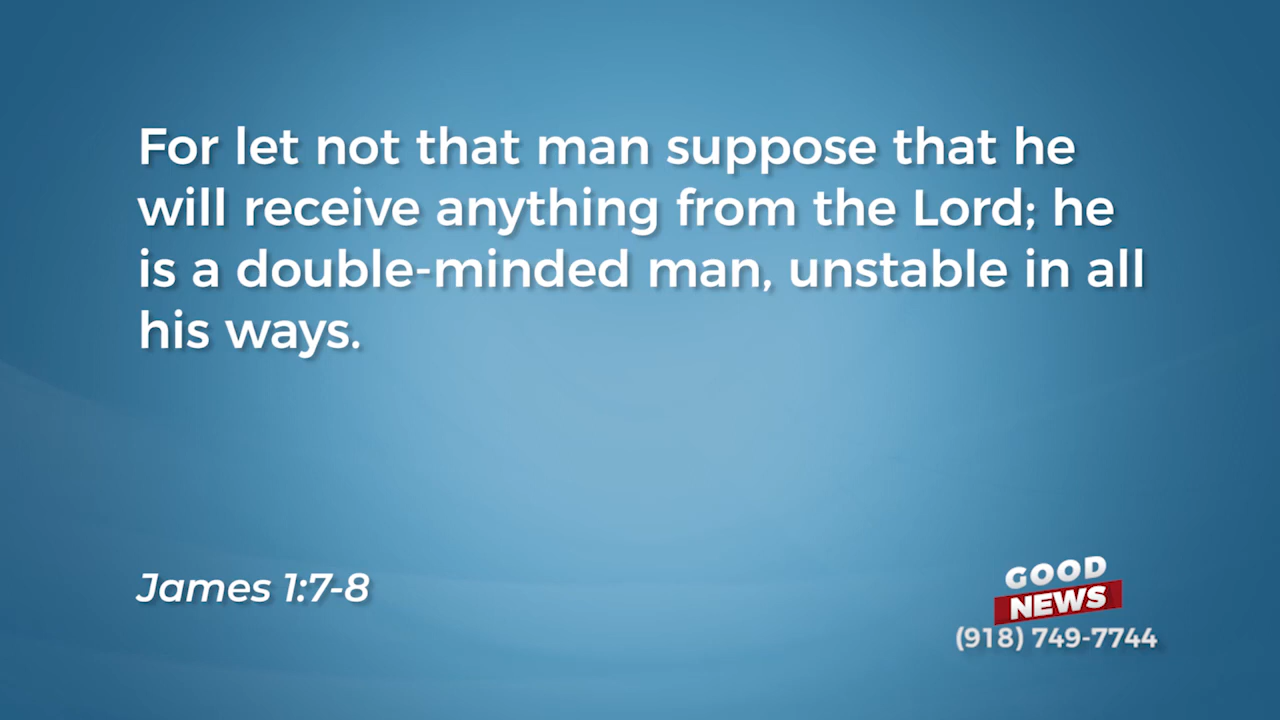 For let not that man suppose that he
will receive anything from the Lord; he
is a double-minded man, unstable in all
his ways.
James 1:7-8
GOOD
NEWS
(918) 749-7744